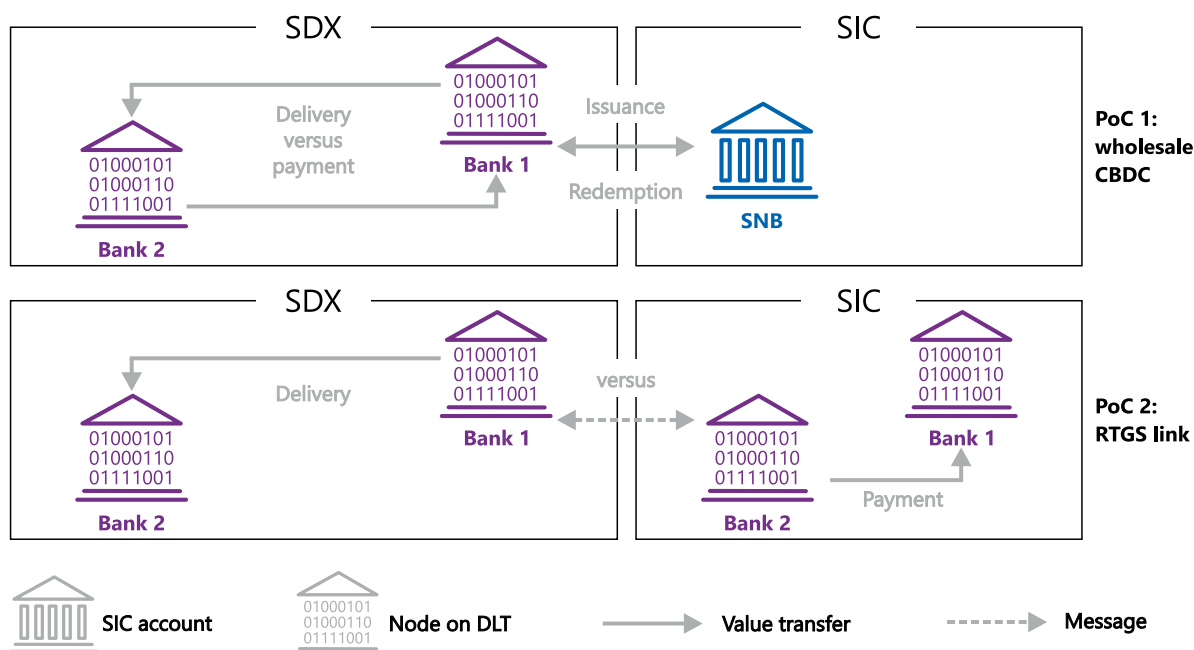 SDX
SIC
01000101
01000110
01111001
Bank 1
Delivery
versus
payment
01000101
01000110
01111001
Bank 2
Issuance
Redemption
SNB
PoC 1:
wholesale
CBDC
SDX
SIC
01000101
01000110
01111001
Bank 1
Delivery
01000101
01000110
01111001
Bank 2
versus
01000101
01000110
01111001
Bank 1
01000101
01000110
01111001
Bank 2
Payment
PoC 2:
RTGS link
SIC account
01000101
01000110
01111001
Node on DLT
Value transfer
Message